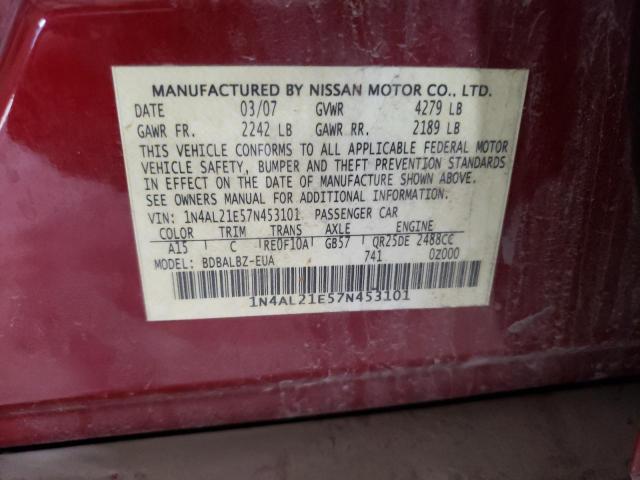 MANUFACTURED BY NISSAN MOTOR CO., LTD.
DATE 03/07 GVWR 4279 LB
GAWR FR. 2242 LB GAWR RR. 2189 LB
THIS VEHICLE CONFORMS TO ALL APPLICABLE FEDERAL MOTOR
VEHICLE SAFETY, BUMPER AND THEFT PREVENTION STANDARDS
IN EFFECT ON THE DATE OF MANUFACTURE SHOWN ABOVE.
SEE OWNERS MANUAL FOR ADDITIONAL INFORMATION.
VIN: 1N4AL21E57N453101 PASSENGER CAR
COLOR TRIM TRANS AXLE ENGINE
A15 C RE0F10A GB57 QR25DE 2488CC
MODEL: BDBALBZ-EUA 741 0Z000
1N4AL21E57N453101